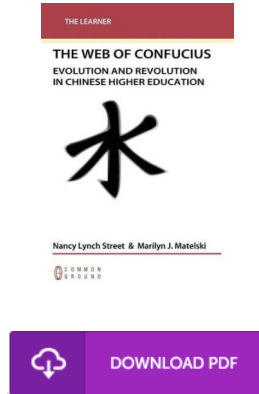 THE LEARNER
THE WEB OF CONFUCIUS
EVOLUTION AND REVOLUTION
IN CHINESE HIGHER EDUCATION
Nancy Lynch Street & Marilyn J. Matelski
COMMON
GROUND
DOWNLOAD PDF